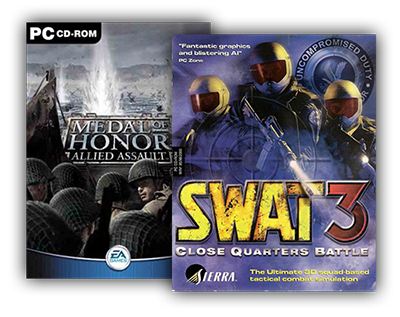 PC CD-ROM
MEDAL OF
HONOR
ALLIED ASSAULT
EA
GAMES
"Fantastic graphics
and blistering AI"
PC Zone
UNCOMPROMISED DUTY
SWAT 3
CLOSE QUARTERS BATTLE
SIERRA
The Ultimate 3D squad-based
tactical combat simulation